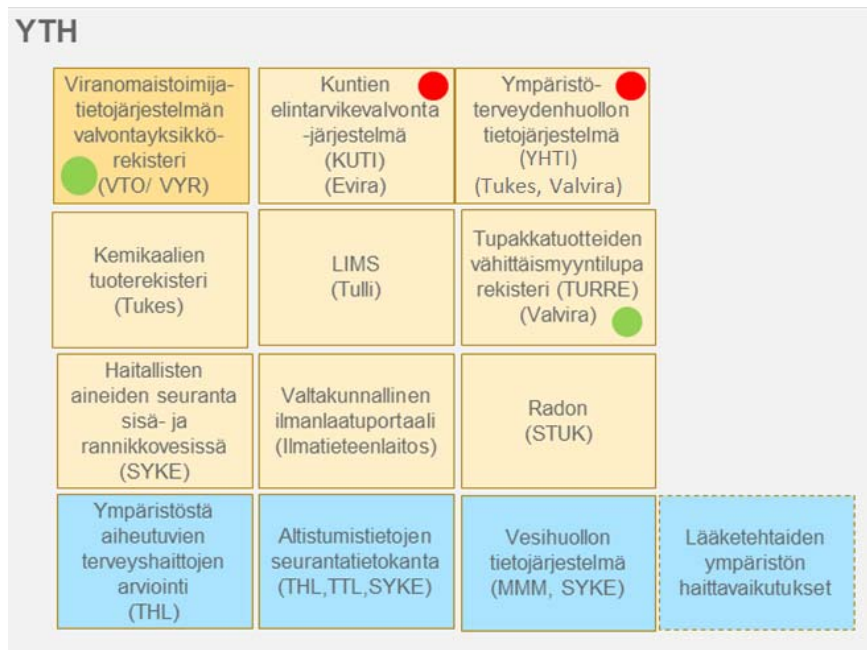 YTH
Viranomaistoimija-
tietojärjestelmän
valvontayksikkö-
rekisteri
(VTO/ VYR)
Kuntien
elintarvikevalvonta
-järjestelmä
(KUTI)
(Evira)
Ympäristö-
terveydenhuollon
tietojärjestelmä
(YHTI)
(Tukes, Valvira)
Kemikaalien
tuoterekisteri
(Tukes)
LIMS
(Tulli)
Tupakkatuotteiden
vähittäismyyntilupa
rekisteri (TURRE)
(Valvira)
Haitallisten
aineiden seuranta
sisä- ja
rannikkovesissä
(SYKE)
Valtakunnallinen
ilmanlaatuportaali
(Ilmatieteenlaitos)
Radon
(STUK)
Ympäristöstä
aiheutuvien
terveyshaittojen
arviointi
(THL)
Altistumistietojen
seurantatietokanta
(THL,TTL,SYKE)
Vesihuollon
tietojärjestelmä
(MMM, SYKE)
Lääketehtaiden
ympäristön
haittavaikutukset